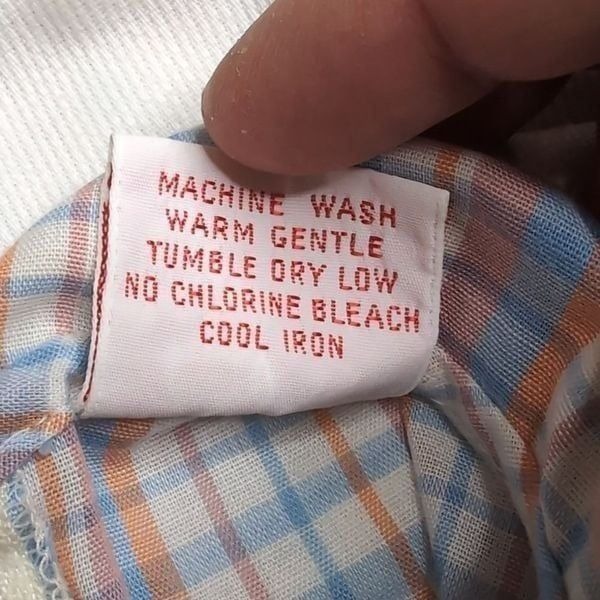 MACHINE WASH
WARM GENTLE
TUMBLE DRY LOW
NO CHLORINE BLEACH
COOL IRON